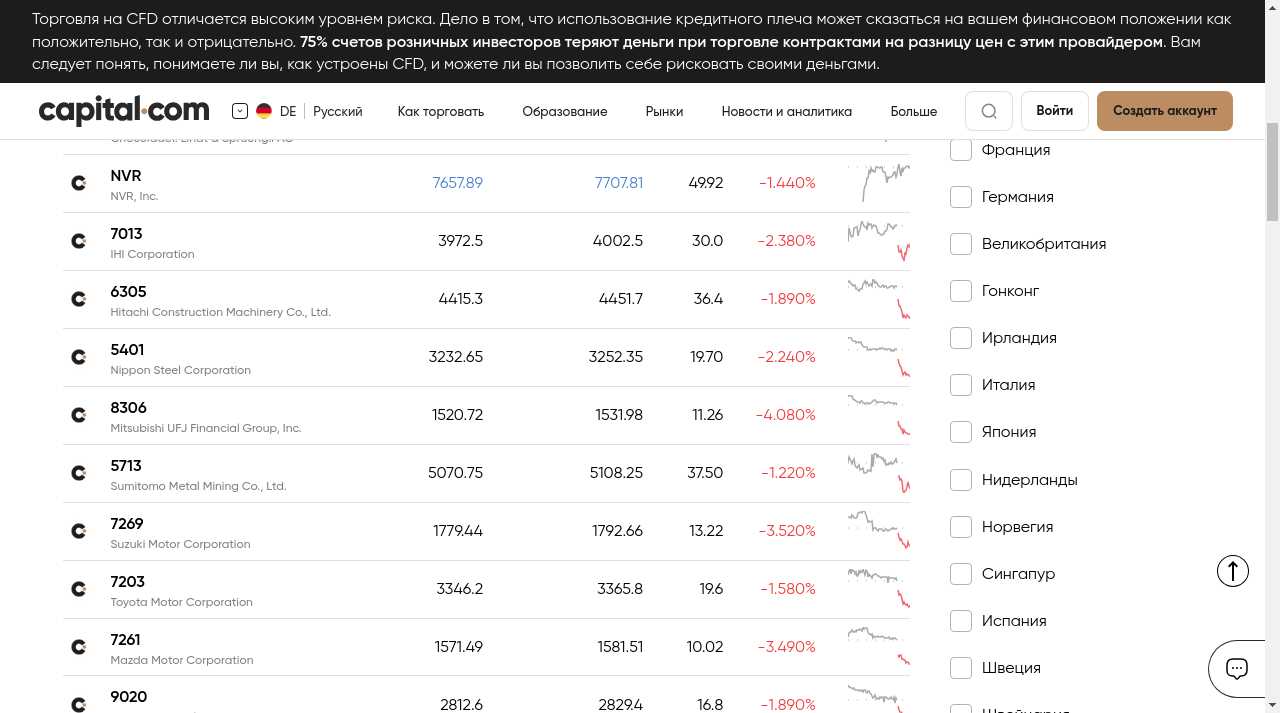 Торговля на CFD отличается высоким уровнем риска. Дело в том, что использование кредитного плеча может сказаться на вашем финансовом положении как
положительно, так и отрицательно. 75% счетов розничных инвесторов теряют деньги при торговле контрактами на разницу цен с этим провайдером. Вам
следует понять, понимаете ли вы, как устроены CFD, и можете ли вы позволить себе рисковать своими деньгами.
capital.com DE Русский Как торговать Образование Рынки Новости и аналитика Больше Войти Создать аккаунт
Франция
NVR 7657.89 7707.81 49.92 -1.440%
NVR, Inc.
Германия
7013 3972.5 4002.5 30.0 -2.380%
IHI Corporation
Великобритания
6305 4415.3 4451.7 36.4 -1.890%
Hitachi Construction Machinery Co., Ltd.
Гонконг
Ирландия
5401 3232.65 3252.35 19.70 -2.240%
Nippon Steel Corporation
Италия
8306 1520.72 1531.98 11.26 -4.080%
Mitsubishi UFJ Financial Group, Inc.
Япония
5713 5070.75 5108.25 37.50 -1.220%
Sumitomo Metal Mining Co., Ltd.
Нидерланды
7269 1779.44 1792.66 13.22 -3.520%
Suzuki Motor Corporation
Норвегия
7203 3346.2 3365.8 19.6 -1.580%
Toyota Motor Corporation
Сингапур
Испания
7261 1571.49 1581.51 10.02 -3.490%
Mazda Motor Corporation
Швеция
9020 2812.6 2829.4 16.8 -1.890%